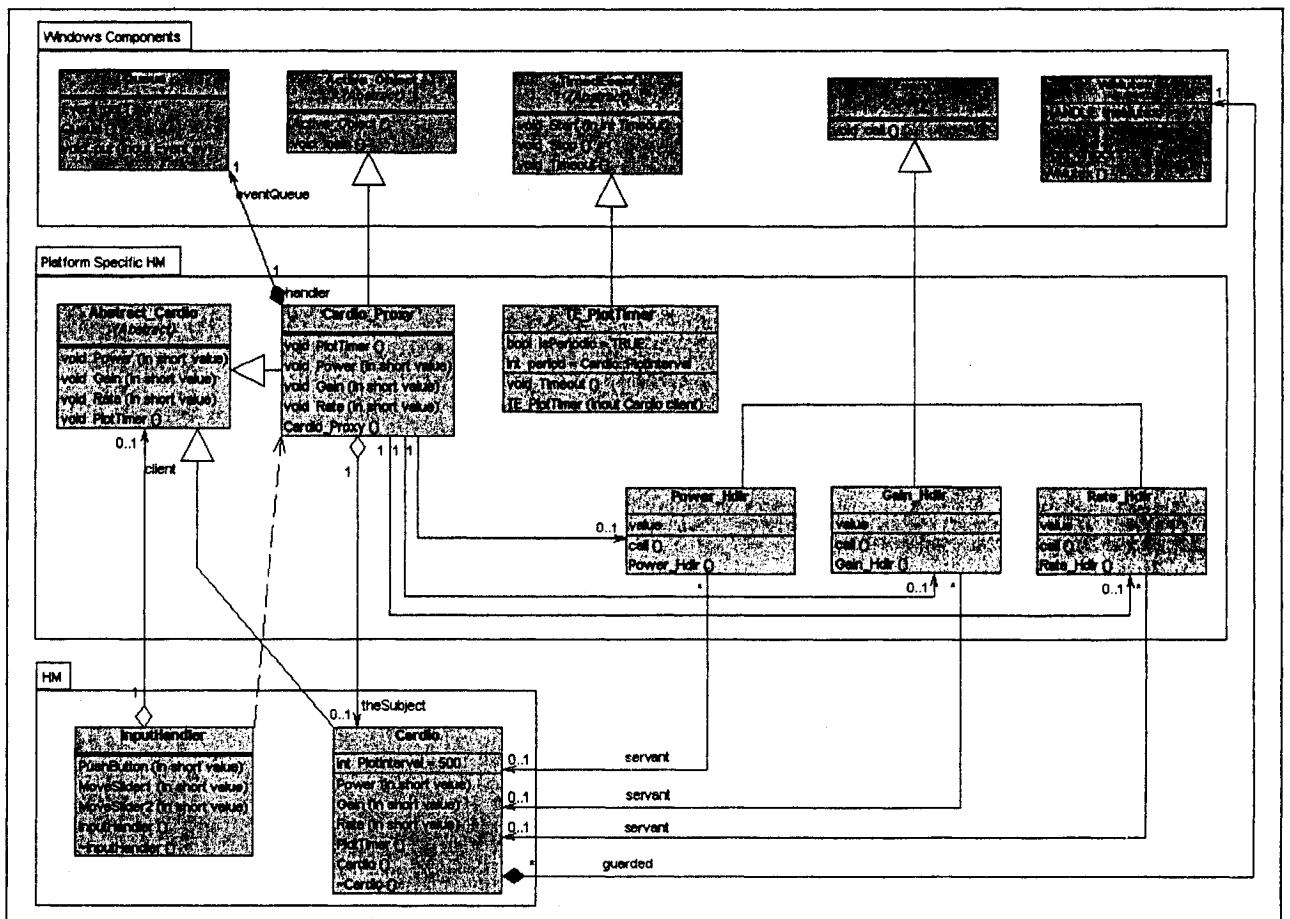 Windows Components
1
void call ()
1
eventQueue
Platform Specific HM
1
handler
Abstract_Cardio
(Abstract)
void Power (in short value)
void Gain (in short value)
void Rate (in short value)
void PlotTimer ()
Cardio_Proxy
void PlotTimer ()
void Power (in short value)
void Gain (in short value)
void Rate (in short value)
Cardio_Proxy ()
TE_PlotTimer
bool isPeriodic = TRUE
int period = Cardio::PlotInterval
void Timeout ()
TE_PlotTimer (inout Cardio client)
0..1
client
1
1
1
1
Power_Hdlr
value
call ()
Power_Hdlr ()
0..1
*
Gain_Hdlr
value
call ()
Gain_Hdlr ()
0..1
*
Rate_Hdlr
value
call ()
Rate_Hdlr ()
0..1
*
HM
1
InputHandler
PushButton (in short value)
MoveSlider1 (in short value)
MoveSlider2 (in short value)
InputHandler ()
~InputHandler ()
0..1
theSubject
Cardio
int PlotInterval = 500
Power (in short value)
Gain (in short value)
Rate (in short value)
PlotTimer ()
Cardio ()
~Cardio ()
0..1
servant
0..1
servant
0..1
servant
*
guarded